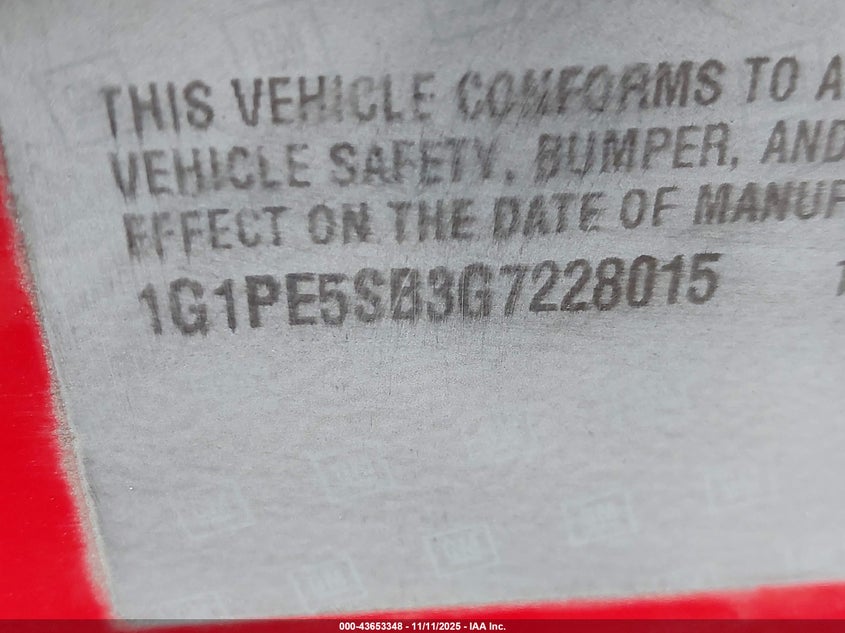 THIS VEHICLE CONFORMS TO A
VEHICLE SAFETY, BUMPER, AND
EFFECT ON THE DATE OF MANUF
1G1PE5SB3G7228015
GM
000-43653348 - 11/11/2025 - IAA Inc.